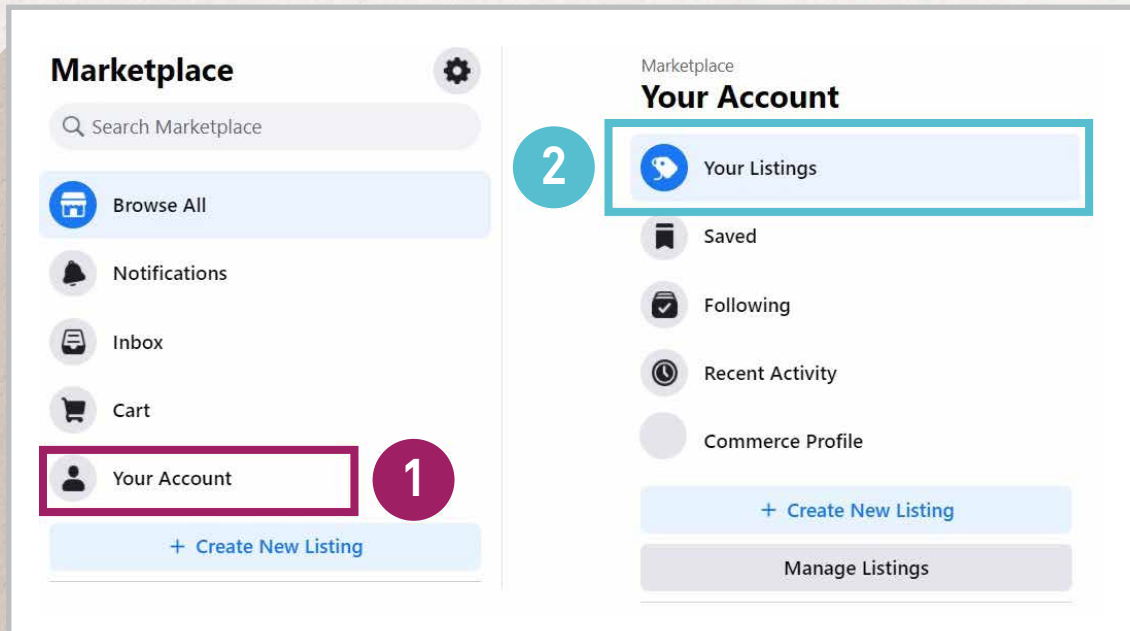 Marketplace
Search Marketplace
Browse All
Notifications
Inbox
Cart
Your Account
1
+ Create New Listing
Marketplace
Your Account
2
Your Listings
Saved
Following
Recent Activity
Commerce Profile
+ Create New Listing
Manage Listings